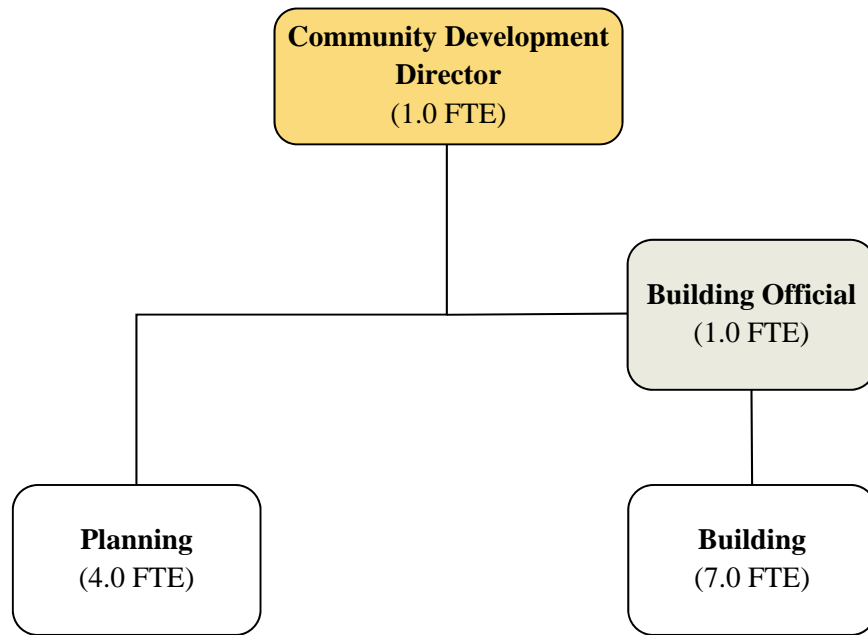 Community Development
Director
(1.0 FTE)
Building Official
(1.0 FTE)
Planning
(4.0 FTE)
Building
(7.0 FTE)